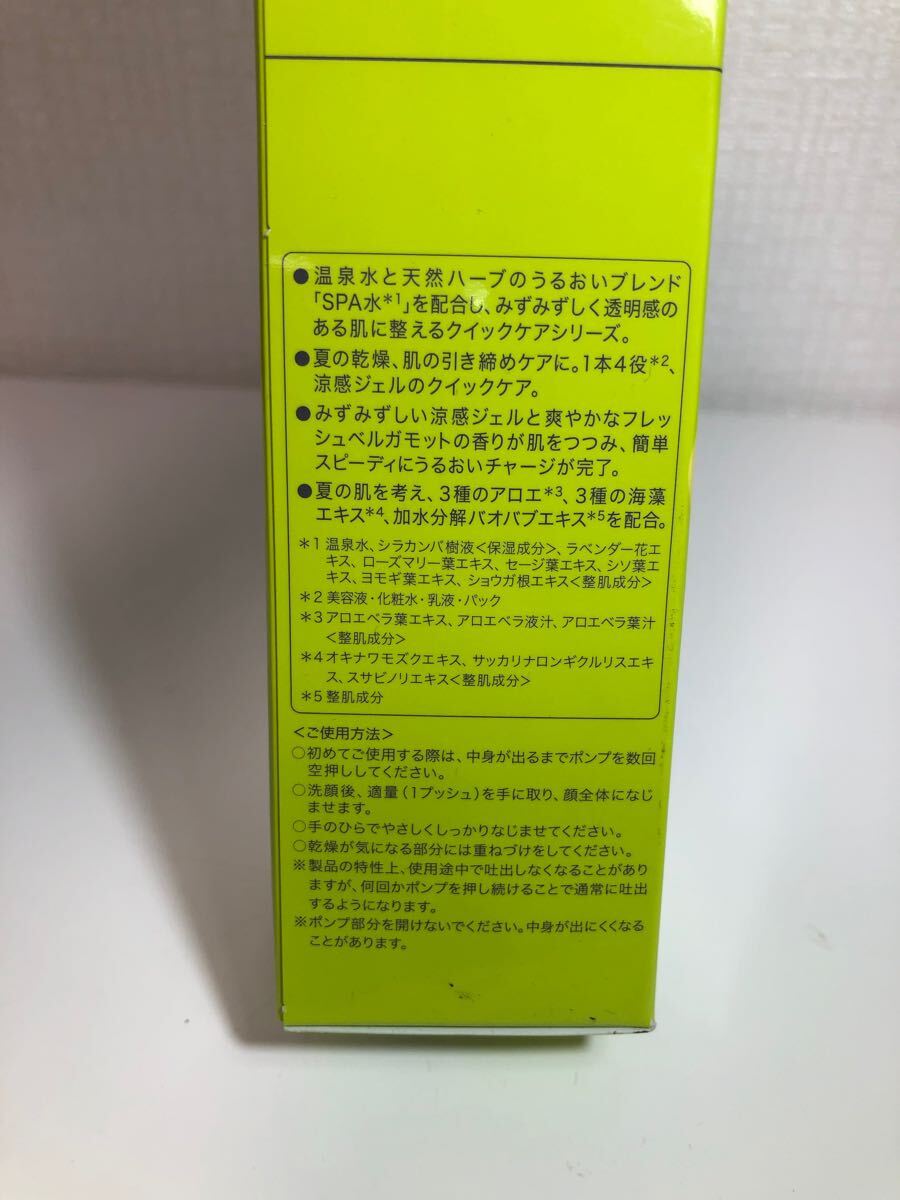 ●温泉水と天然ハーブのうるおいブレンド
「SPA水*1」を配合し、みずみずしく透明感の
ある肌に整えるクイックケアシリーズ。
●夏の乾燥、肌の引き締めケアに。1本4役*2、
涼感ジェルのクイックケア。
●みずみずしい涼感ジェルと爽やかなフレッ
シュベルガモットの香りが肌をつつみ、簡単
スピーディにうるおいチャージが完了。
●夏の肌を考え、3種のアロエ*3、3種の海藻
エキス*4、加水分解バオバブエキス*5を配合。
*1 温泉水、シラカンバ樹液<保湿成分>、ラベンダー花エ
キス、ローズマリー葉エキス、セージ葉エキス、シソ葉エ
キス、ヨモギ葉エキス、ショウガ根エキス<整肌成分>
*2 美容液・化粧水・乳液・パック
*3 アロエベラ葉エキス、アロエベラ液汁、アロエベラ葉汁
<整肌成分>
*4 オキナワモズクエキス、サッカリナロンギクルリスエキ
ス、スサビノリエキス<整肌成分>
*5 整肌成分
<ご使用方法>
○初めてご使用する際は、中身が出るまでポンプを数回
空押ししてください。
○洗顔後、適量(1プッシュ)を手に取り、顔全体になじ
ませます。
○手のひらでやさしくしっかりなじませてください。
○乾燥が気になる部分には重ねづけをしてください。
※製品の特性上、使用途中で吐出しなくなることがあり
ますが、何回かポンプを押し続けることで通常に吐出
するようになります。
※ポンプ部分を開けないでください。中身が出にくくなる
ことがあります。